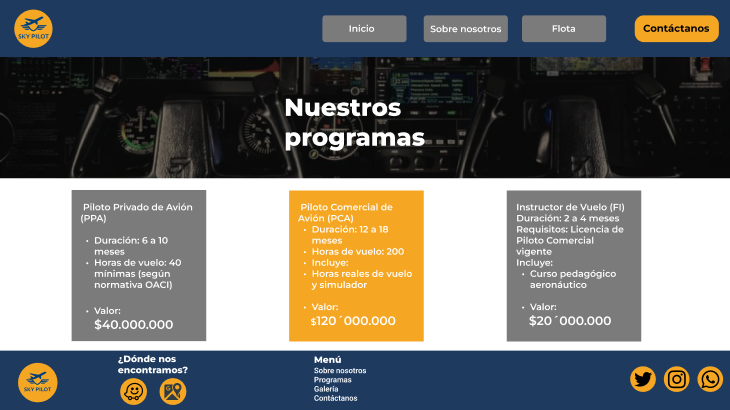 SKY PILOT
Inicio
Sobre nosotros
Flota
Contáctanos
Nuestros
programas
Piloto Privado de Avión
(PPA)
• Duración: 6 a 10
meses
• Horas de vuelo: 40
mínimas (según
normativa OACI)
• Valor:
$40.000.000
Piloto Comercial de
Avión (PCA)
• Duración: 12 a 18
meses
• Horas de vuelo: 200
• Incluye:
• Horas reales de vuelo
y simulador
• Valor:
$120´000.000
Instructor de Vuelo (FI)
Duración: 2 a 4 meses
Requisitos: Licencia de
Piloto Comercial
vigente
Incluye:
• Curso pedagógico
aeronáutico
• Valor:
$20´000.000
SKY PILOT
¿Dónde nos
encontramos?
Menú
Sobre nosotros
Programas
Galería
Contáctanos